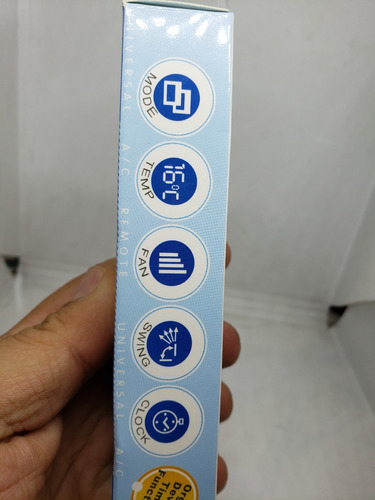 UNIVERSAL A/C REMOTE UNIVERSAL A/C
MODE
16°C
TEMP
FAN
SWING
CLOCK